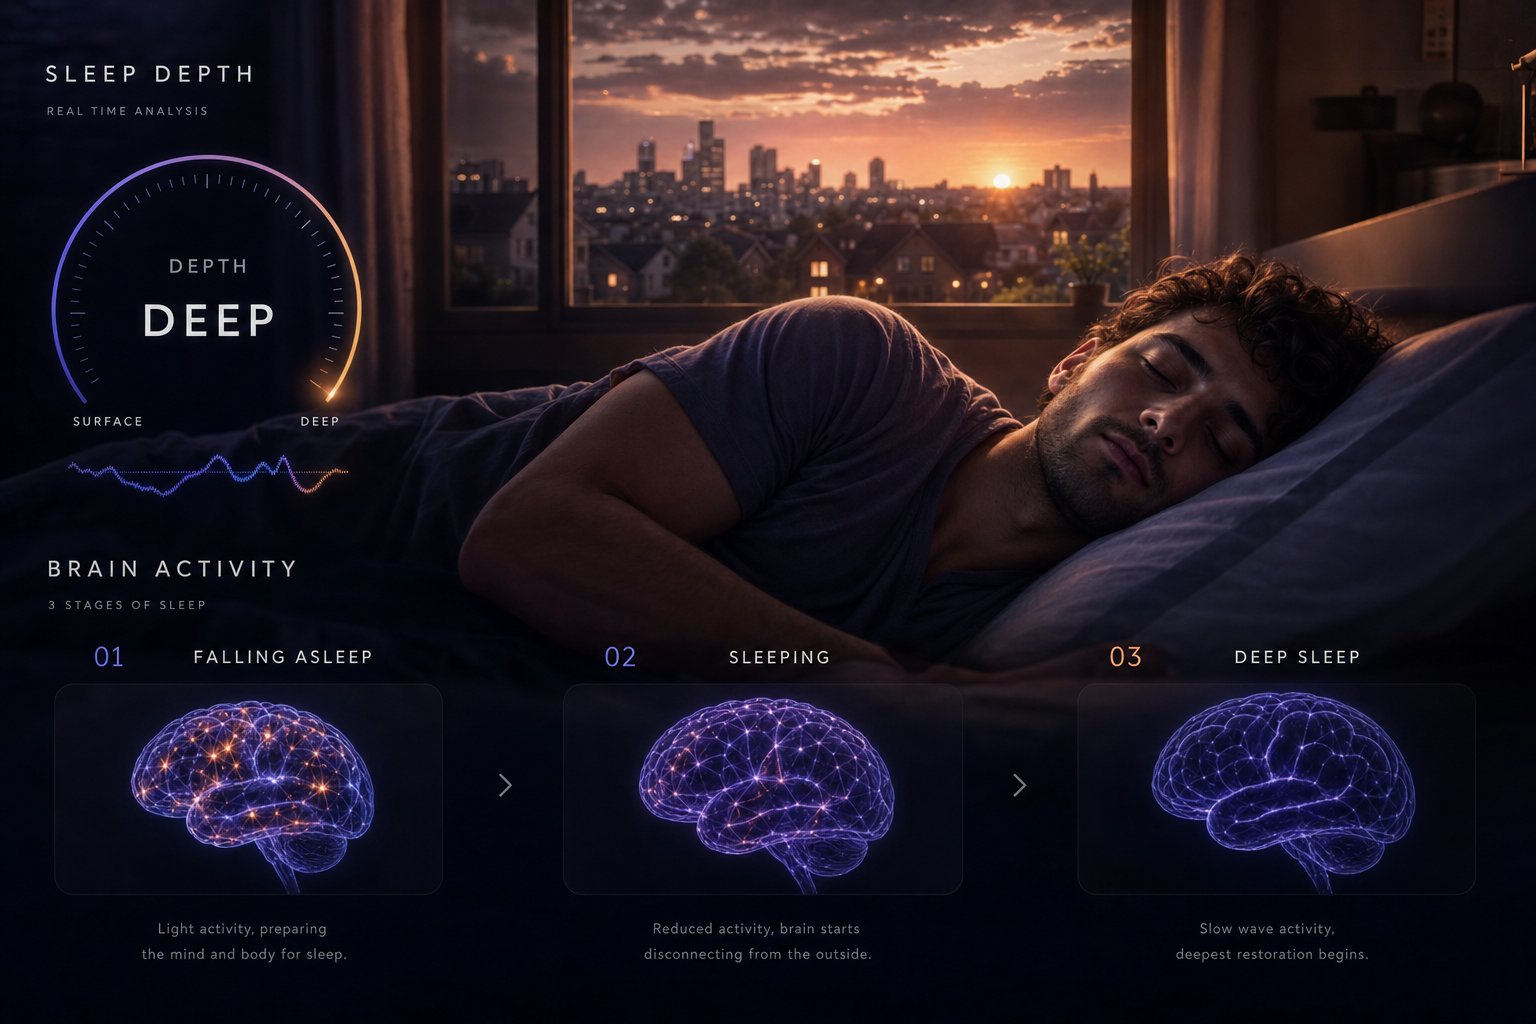 SLEEP DEPTH
REAL TIME ANALYSIS
DEPTH
DEEP
SURFACE
DEEP
BRAIN ACTIVITY
3 STAGES OF SLEEP
01 FALLING ASLEEP
02 SLEEPING
03 DEEP SLEEP
Light activity, preparing
the mind and body for sleep.
Reduced activity, brain starts
disconnecting from the outside.
Slow wave activity,
deepest restoration begins.